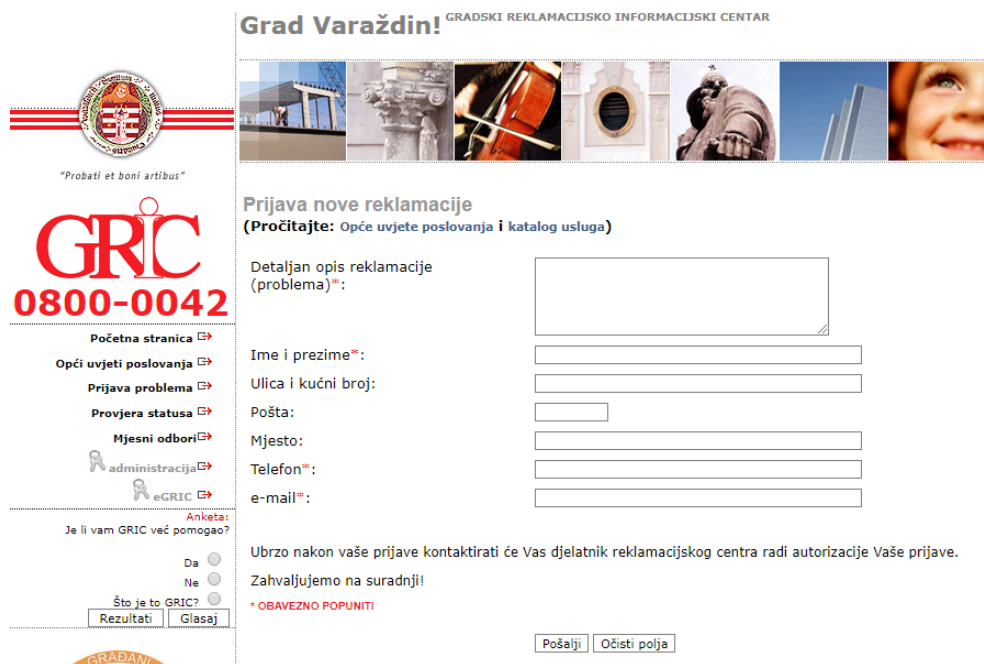 Grad Varaždin! GRADSKI REKLAMACIJSKO INFORMACIJSKI CENTAR
"Probati et boni artibus"
GRIC
0800-0042
Početna stranica
Opći uvjeti poslovanja
Prijava problema
Provjera statusa
Mjesni odbori
administracija
eGRIC
Anketa:
Je li vam GRIC već pomogao?
Da
Ne
Što je to GRIC?
Rezultati Glasaj
GRAĐANI
Prijava nove reklamacije
(Pročitajte: Opće uvjete poslovanja i katalog usluga)
Detaljan opis reklamacije
(problema)*:
Ime i prezime*:
Ulica i kućni broj:
Pošta:
Mjesto:
Telefon*:
e-mail*:
Ubrzo nakon vaše prijave kontaktirati će Vas djelatnik reklamacijskog centra radi autorizacije Vaše prijave.
Zahvaljujemo na suradnji!
* OBAVEZNO POPUNITI
Pošalji Očisti polja